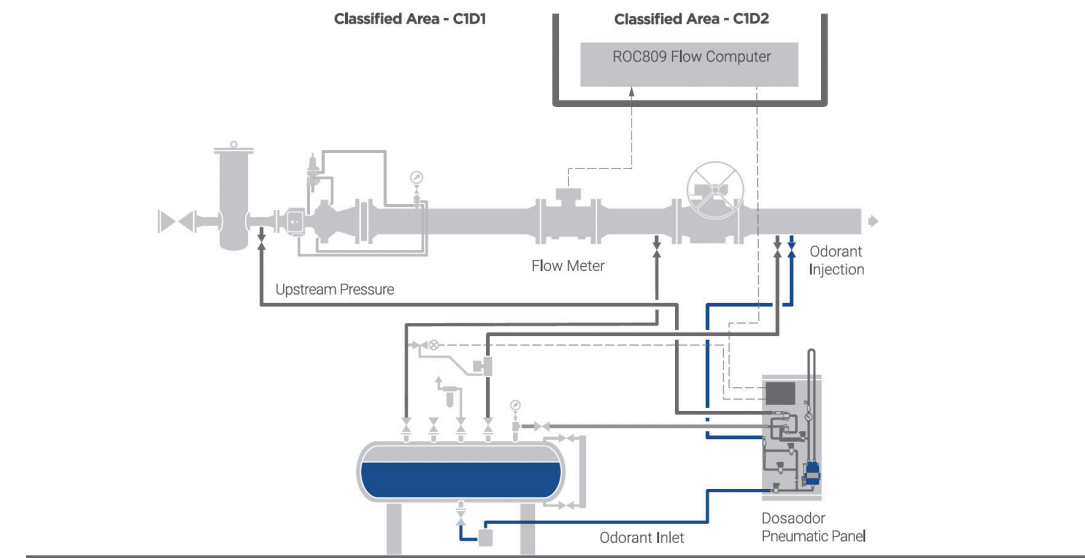 Classified Area - C1D1
Classified Area - C1D2
ROC809 Flow Computer
Flow Meter
Odorant
Injection
Upstream Pressure
Odorant Inlet
Dosaodor
Pneumatic Panel